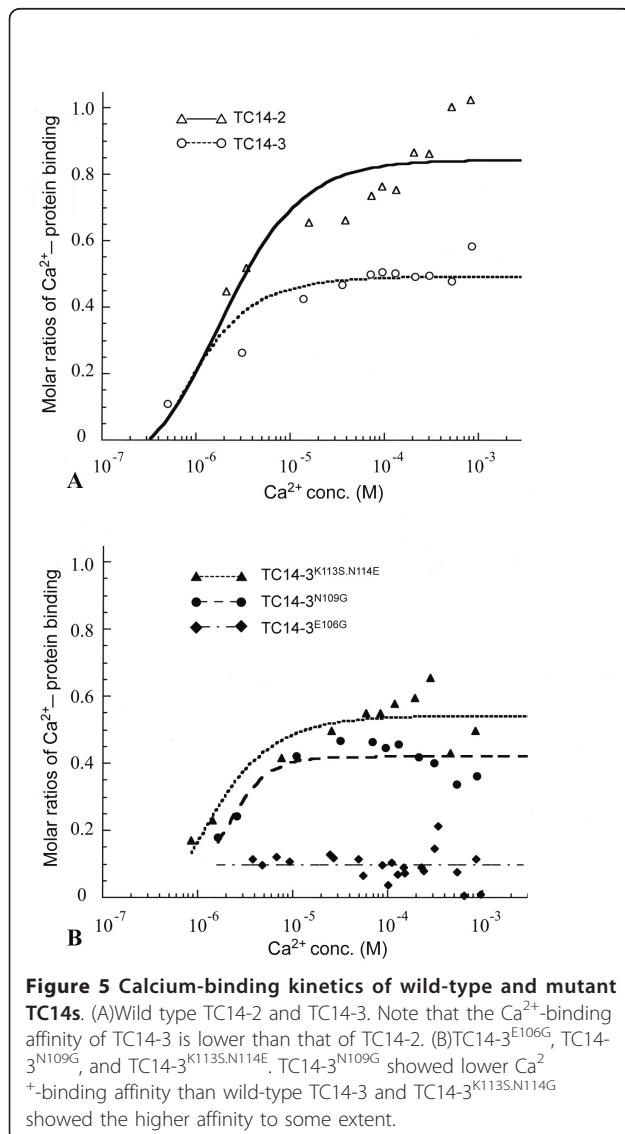 1.0
0.8
0.6
0.4
0.2
0
Molar ratios of Ca²⁺— protein binding
TC14-2
TC14-3
10⁻⁷ 10⁻⁶ 10⁻⁵ 10⁻⁴ 10⁻³
A
Ca²⁺ conc. (M)
1.0
0.8
0.6
0.4
0.2
0
Molar ratios of Ca²⁺— protein binding
TC14-3K113S.N114E
TC14-3N109G
TC14-3E106G
10⁻⁷ 10⁻⁶ 10⁻⁵ 10⁻⁴ 10⁻³
B
Ca²⁺ conc. (M)
Figure 5 Calcium-binding kinetics of wild-type and mutant
TC14s. (A)Wild type TC14-2 and TC14-3. Note that the Ca²⁺-binding
affinity of TC14-3 is lower than that of TC14-2. (B)TC14-3E106G, TC14-
3N109G, and TC14-3K113S.N114E. TC14-3N109G showed lower Ca²
⁺-binding affinity than wild-type TC14-3 and TC14-3K113S.N114G
showed the higher affinity to some extent.